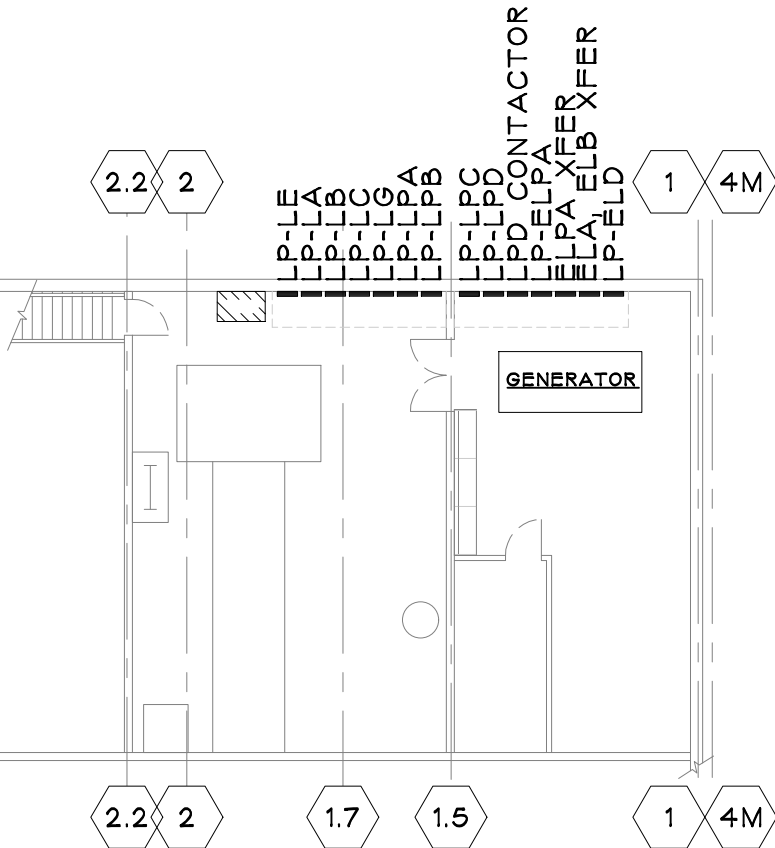 LP-LE
LP-LA
LP-LB
LP-LC
LP-LG
LP-LPA
LP-LPB
LP-LPC
LP-LPD
LPD CONTACTOR
LP-ELPA
ELPA XFER
ELA, ELB XFER
LP-ELD
2.2
2
1
4M
GENERATOR
2.2
2
1.7
1.5
1
4M